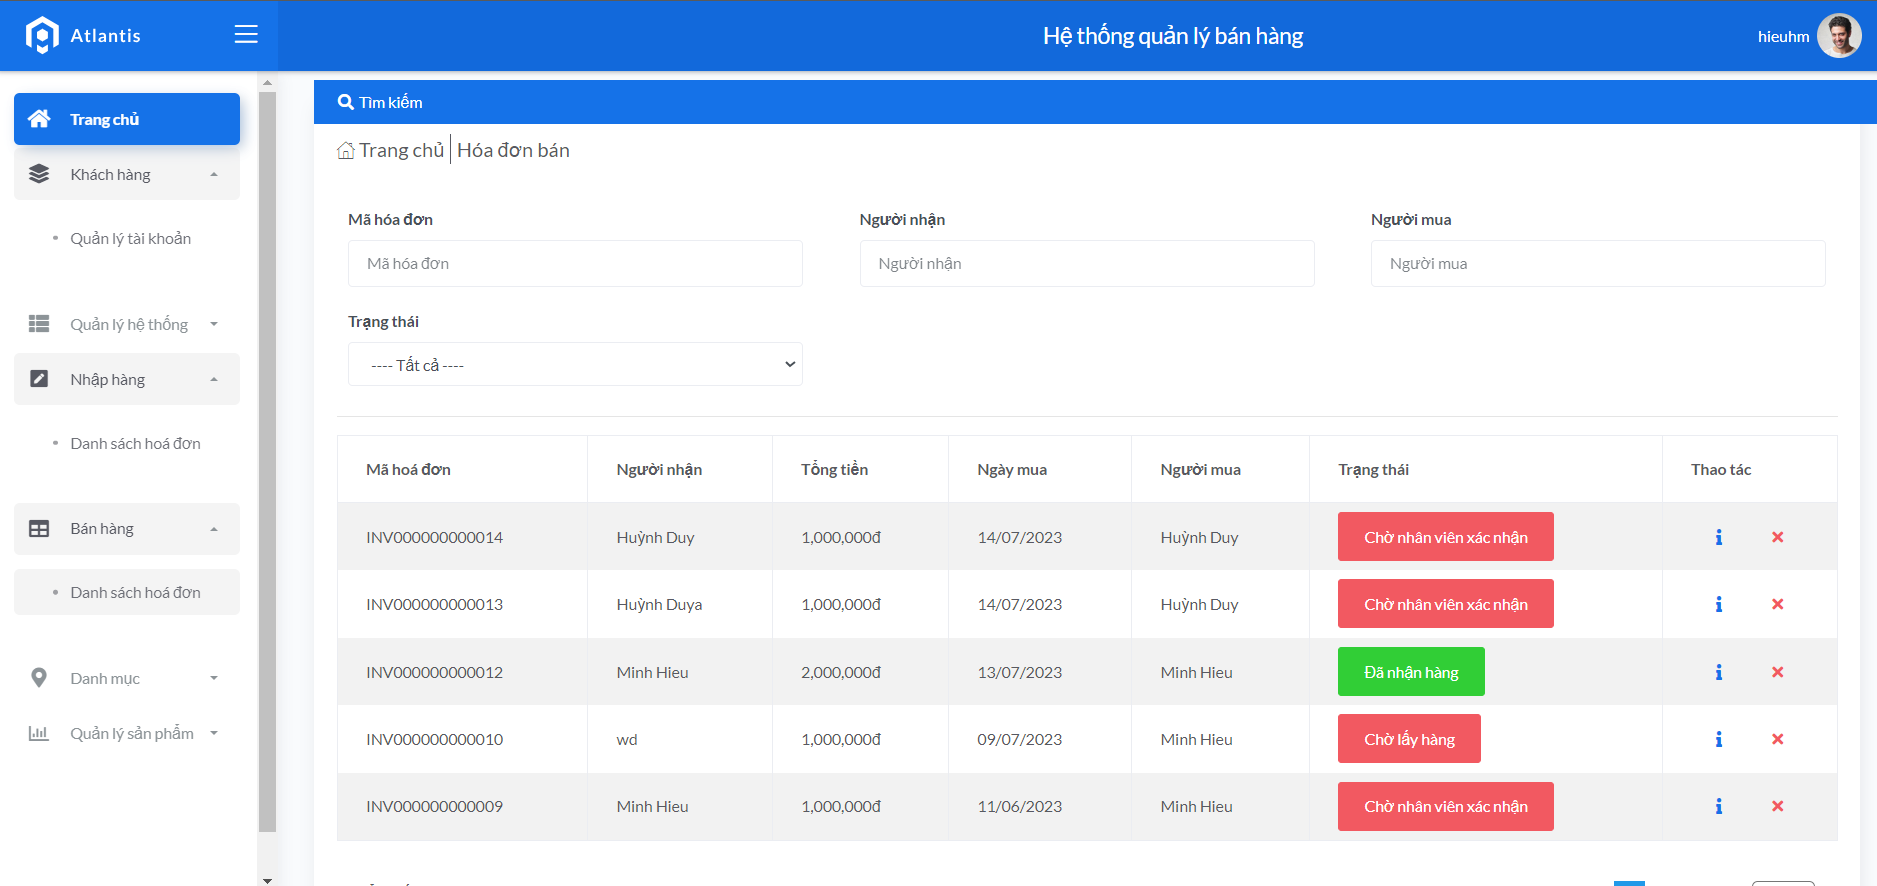 Atlantis
Hệ thống quản lý bán hàng
hieuhm
Trang chủ
Khách hàng
Quản lý tài khoản
Quản lý hệ thống
Nhập hàng
Danh sách hoá đơn
Bán hàng
Danh sách hoá đơn
Danh mục
Quản lý sản phẩm
Tìm kiếm
Trang chủ Hóa đơn bán
Mã hóa đơn Người nhận Người mua
Mã hóa đơn Người nhận Người mua
Trạng thái
---- Tất cả ----
Mã hoá đơn Người nhận Tổng tiền Ngày mua Người mua Trạng thái Thao tác
INV000000000014 Huỳnh Duy 1,000,000đ 14/07/2023 Huỳnh Duy Chờ nhân viên xác nhận
INV000000000013 Huỳnh Duya 1,000,000đ 14/07/2023 Huỳnh Duy Chờ nhân viên xác nhận
INV000000000012 Minh Hieu 2,000,000đ 13/07/2023 Minh Hieu Đã nhận hàng
INV000000000010 wd 1,000,000đ 09/07/2023 Minh Hieu Chờ lấy hàng
INV000000000009 Minh Hieu 1,000,000đ 11/06/2023 Minh Hieu Chờ nhân viên xác nhận